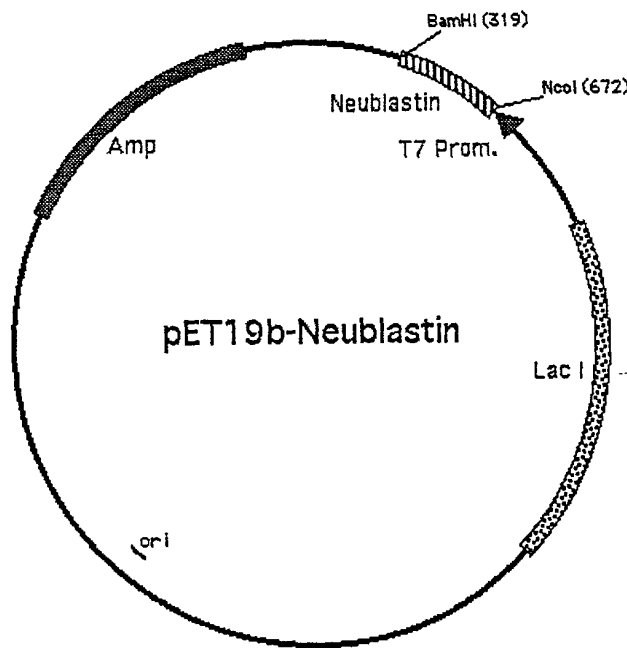 BamHI (319)
NcoI (672)
Neublastin
T7 Prom.
Amp
pET19b-Neublastin
Lac I
ori